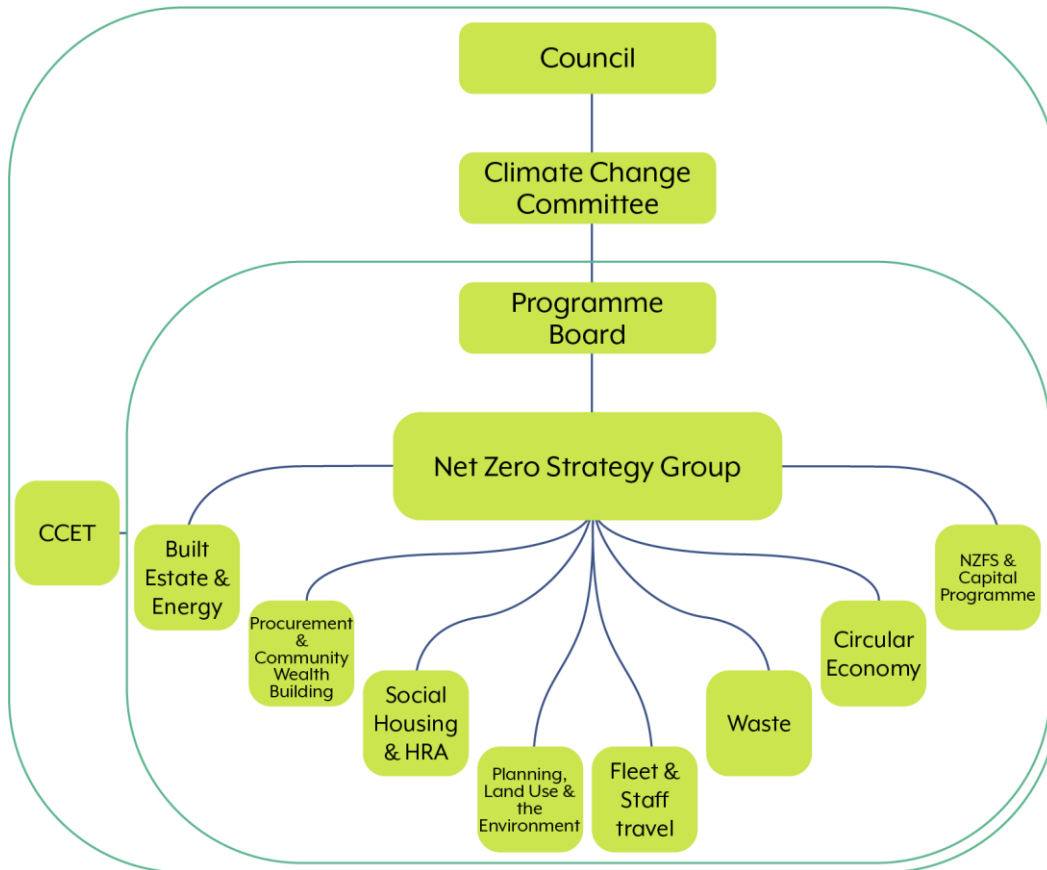 Council
Climate Change
Committee
Programme
Board
Net Zero Strategy Group
CCET
Built
Estate &
Energy
Procurement
&
Community
Wealth
Building
Social
Housing
& HRA
Planning,
Land Use &
the
Environment
Fleet &
Staff
travel
Waste
Circular
Economy
NZFS &
Capital
Programme